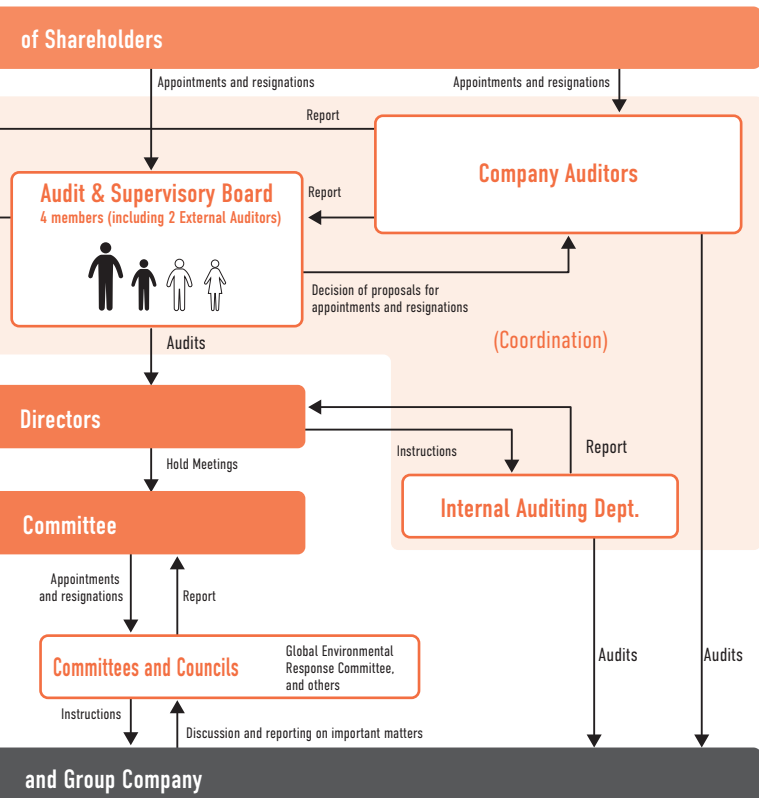 of Shareholders
Appointments and resignations
Appointments and resignations
Report
Company Auditors
Audit & Supervisory Board
4 members (including 2 External Auditors)
Report
Decision of proposals for
appointments and resignations
Audits
(Coordination)
Directors
Instructions
Report
Hold Meetings
Internal Auditing Dept.
Committee
Appointments
and resignations
Report
Committees and Councils
Global Environmental
Response Committee,
and others
Audits
Audits
Instructions
Discussion and reporting on important matters
and Group Company